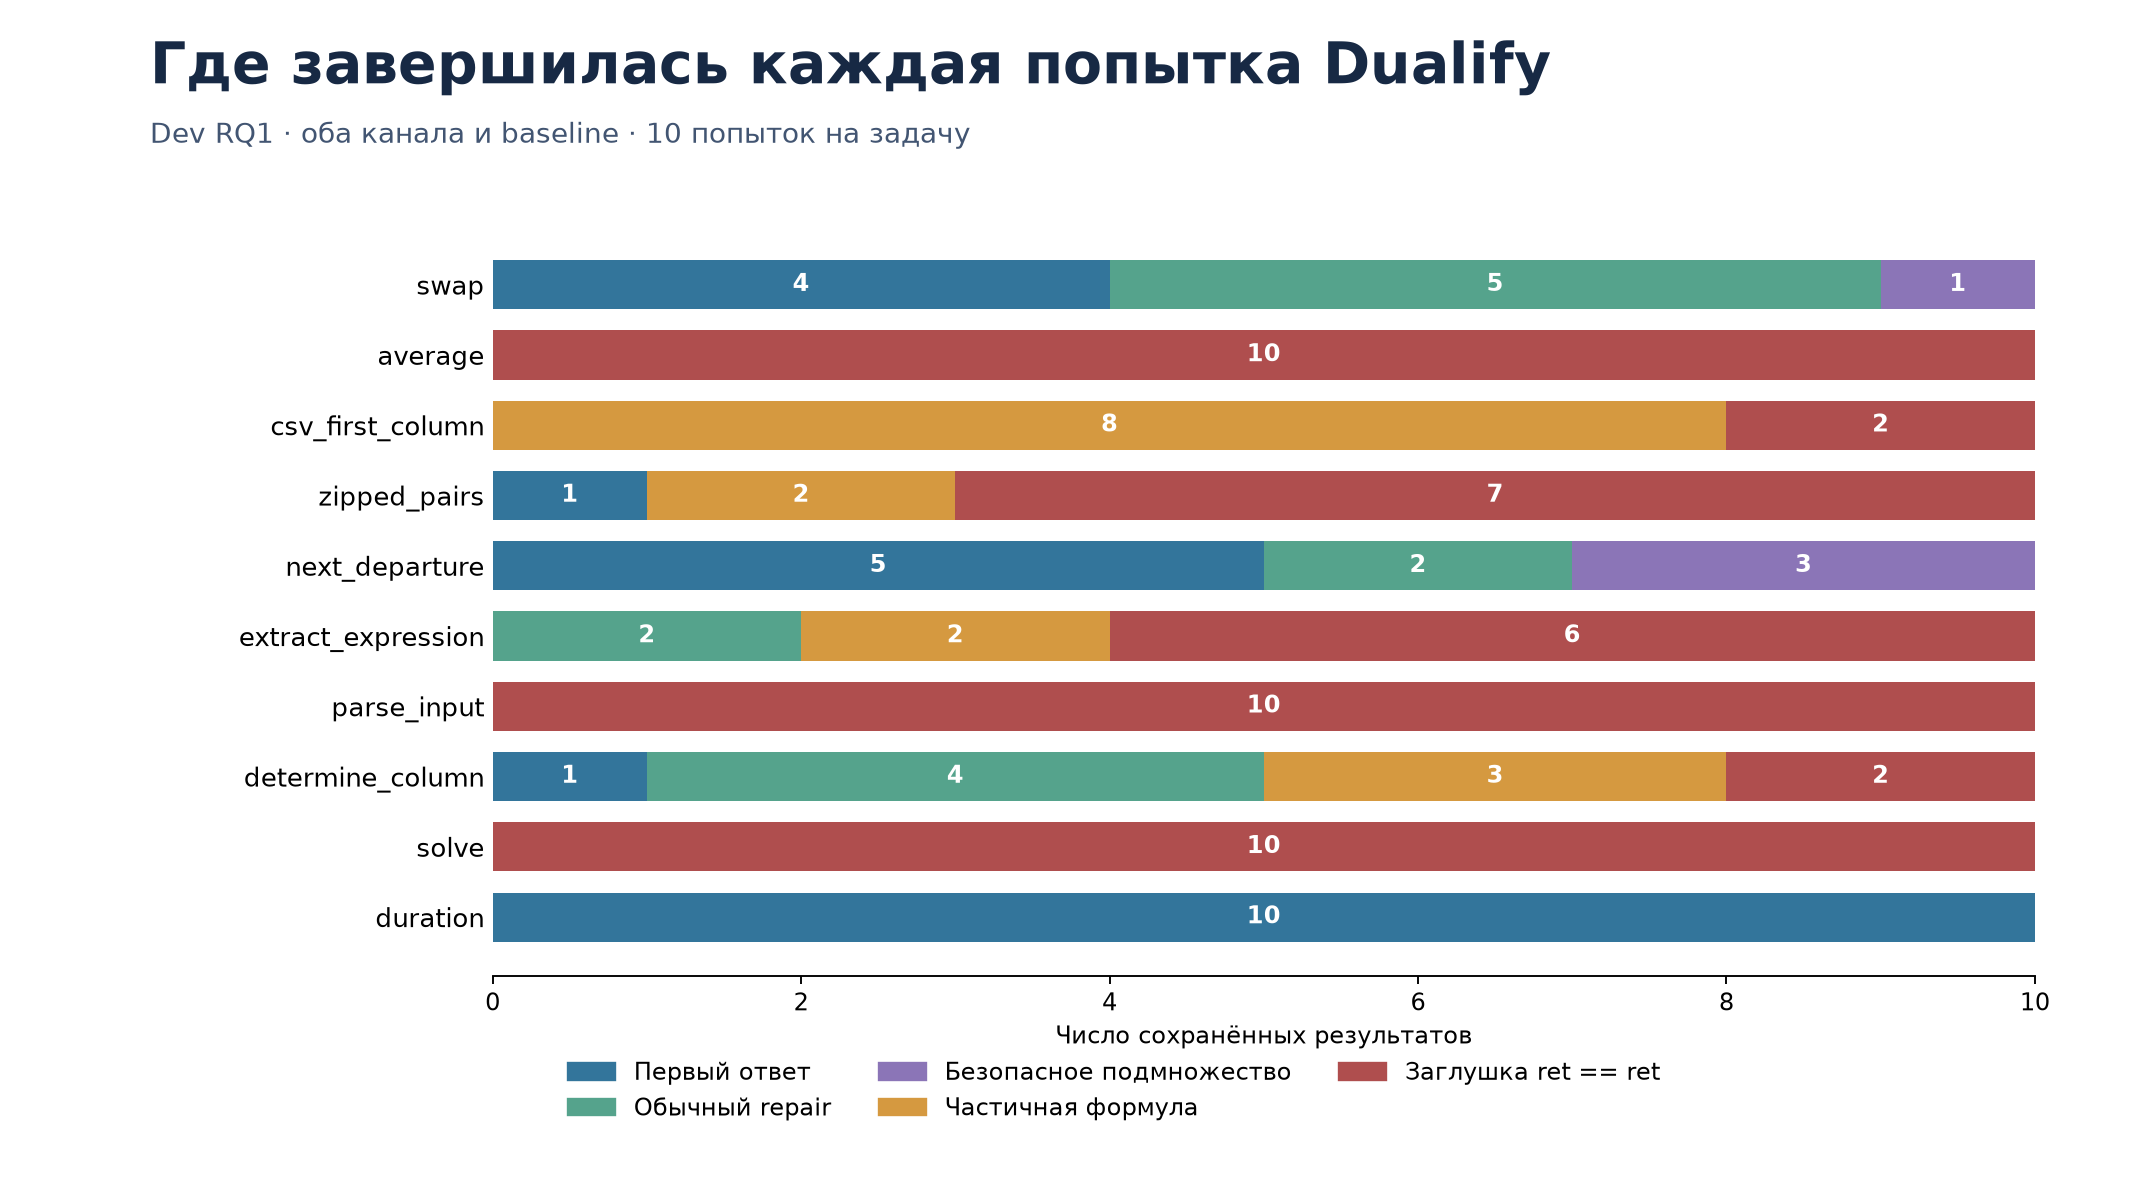 Где завершилась каждая попытка Dualify
Dev RQ1 · оба канала и baseline · 10 попыток на задачу
swap 4 5 1
average 10
csv_first_column 8 2
zipped_pairs 1 2 7
next_departure 5 2 3
extract_expression 2 2 6
parse_input 10
determine_column 1 4 3 2
solve 10
duration 10
0 2 4 6 8 10
Число сохранённых результатов
Первый ответ Безопасное подмножество Заглушка ret == ret
Обычный repair Частичная формула